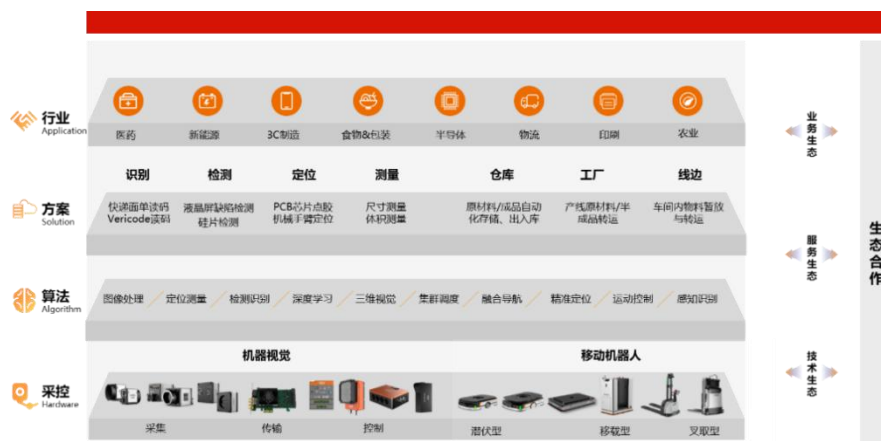 行业
Application
医药 新能源 3C制造 食物&包装 半导体 物流 印刷 农业
识别 检测 定位 测量 仓库 工厂 线边
方案
Solution
快递面单读码
Vericode读码
液晶屏缺陷检测
硅片检测
PCB芯片点胶
机械手臂定位
尺寸测量
体积测量
原材料/成品自动
化存储、出入库
产线原材料/半
成品转运
车间内物料暂放
与转运
算法
Algorithm
图像处理 定位测量 检测识别 深度学习 三维视觉 集群调度 融合导航 精准定位 运动控制 感知识别
机器视觉 移动机器人
采控
Hardware
采集 传输 控制 潜伏型 移载型 叉取型
业务生态
服务生态
技术生态
生态合作